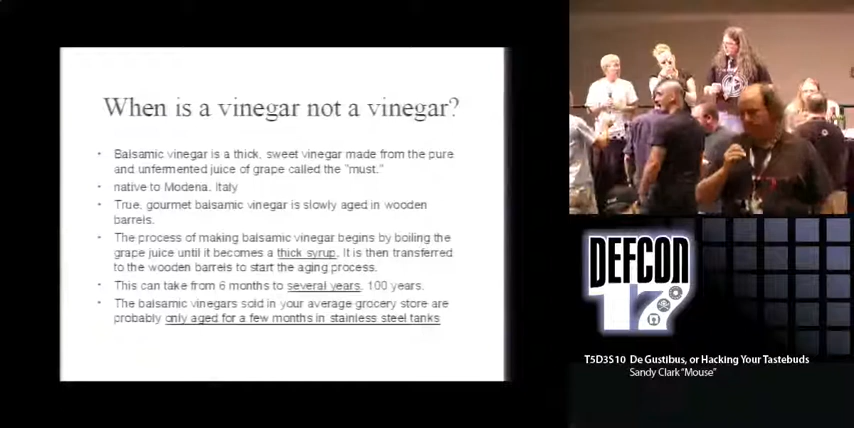 When is a vinegar not a vinegar?
• Balsamic vinegar is a thick, sweet vinegar made from the pure
and unfermented juice of grape called the "must."
• native to Modena, Italy
• True, gourmet balsamic vinegar is slowly aged in wooden
barrels.
• The process of making balsamic vinegar begins by boiling the
grape juice until it becomes a thick syrup. It is then transferred
to the wooden barrels to start the aging process.
• This can take from 6 months to several years. 100 years.
• The balsamic vinegars sold in your average grocery store are
probably only aged for a few months in stainless steel tanks
DEFCON
17
T5D3S10 De Gustibus, or Hacking Your Tastebuds
Sandy Clark "Mouse"